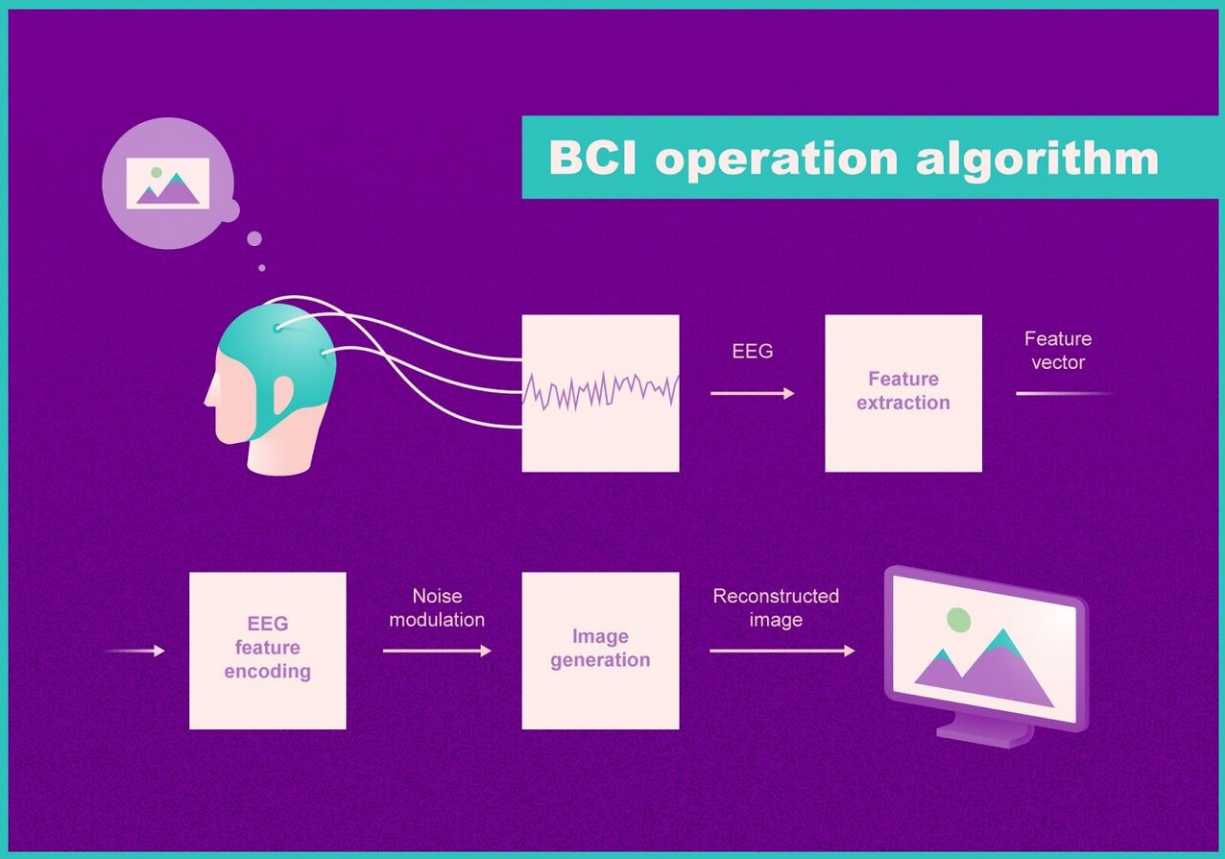 BCI operation algorithm
EEG
Feature
extraction
Feature
vector
EEG
feature
encoding
Noise
modulation
Image
generation
Reconstructed
image